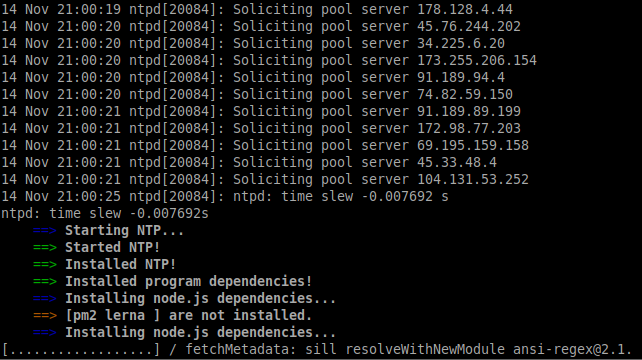 14 Nov 21:00:19 ntpd[20084]: Soliciting pool server 178.128.4.44
14 Nov 21:00:20 ntpd[20084]: Soliciting pool server 45.76.244.202
14 Nov 21:00:20 ntpd[20084]: Soliciting pool server 34.225.6.20
14 Nov 21:00:20 ntpd[20084]: Soliciting pool server 173.255.206.154
14 Nov 21:00:20 ntpd[20084]: Soliciting pool server 91.189.94.4
14 Nov 21:00:20 ntpd[20084]: Soliciting pool server 74.82.59.150
14 Nov 21:00:21 ntpd[20084]: Soliciting pool server 91.189.89.199
14 Nov 21:00:21 ntpd[20084]: Soliciting pool server 172.98.77.203
14 Nov 21:00:21 ntpd[20084]: Soliciting pool server 69.195.159.158
14 Nov 21:00:21 ntpd[20084]: Soliciting pool server 45.33.48.4
14 Nov 21:00:21 ntpd[20084]: Soliciting pool server 104.131.53.252
14 Nov 21:00:25 ntpd[20084]: ntpd: time slew -0.007692 s
ntpd: time slew -0.007692s
==> Starting NTP...
==> Started NTP!
==> Installed NTP!
==> Installed program dependencies!
==> Installing node.js dependencies...
==> [pm2 lerna ] are not installed.
==> Installing node.js dependencies...
[..................] / fetchMetadata: sill resolveWithNewModule ansi-regex@2.1.